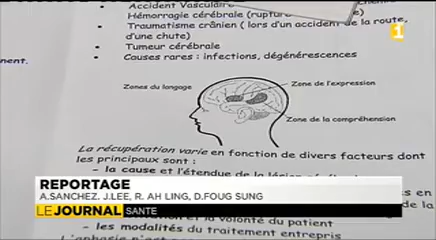 • Accident Vasculaire
Hémorragie cérébrale (rupture
• Traumatisme crânien ( lors d'un accident de la route,
d'une chute)
• Tumeur cérébrale
• Causes rares : infections, dégénérescences
1
Zones du langage
Zone de l'expression
Zone de la compréhension
La récupération varie en fonction de divers facteurs dont
les principaux sont :
- la cause et l'étendue de la
REPORTAGE
A.SANCHEZ. J.LEE, R. AH LING, D.FOUG SUNG
LE JOURNAL SANTE
et la volonté du patient
- les modalités du traitement entrepris